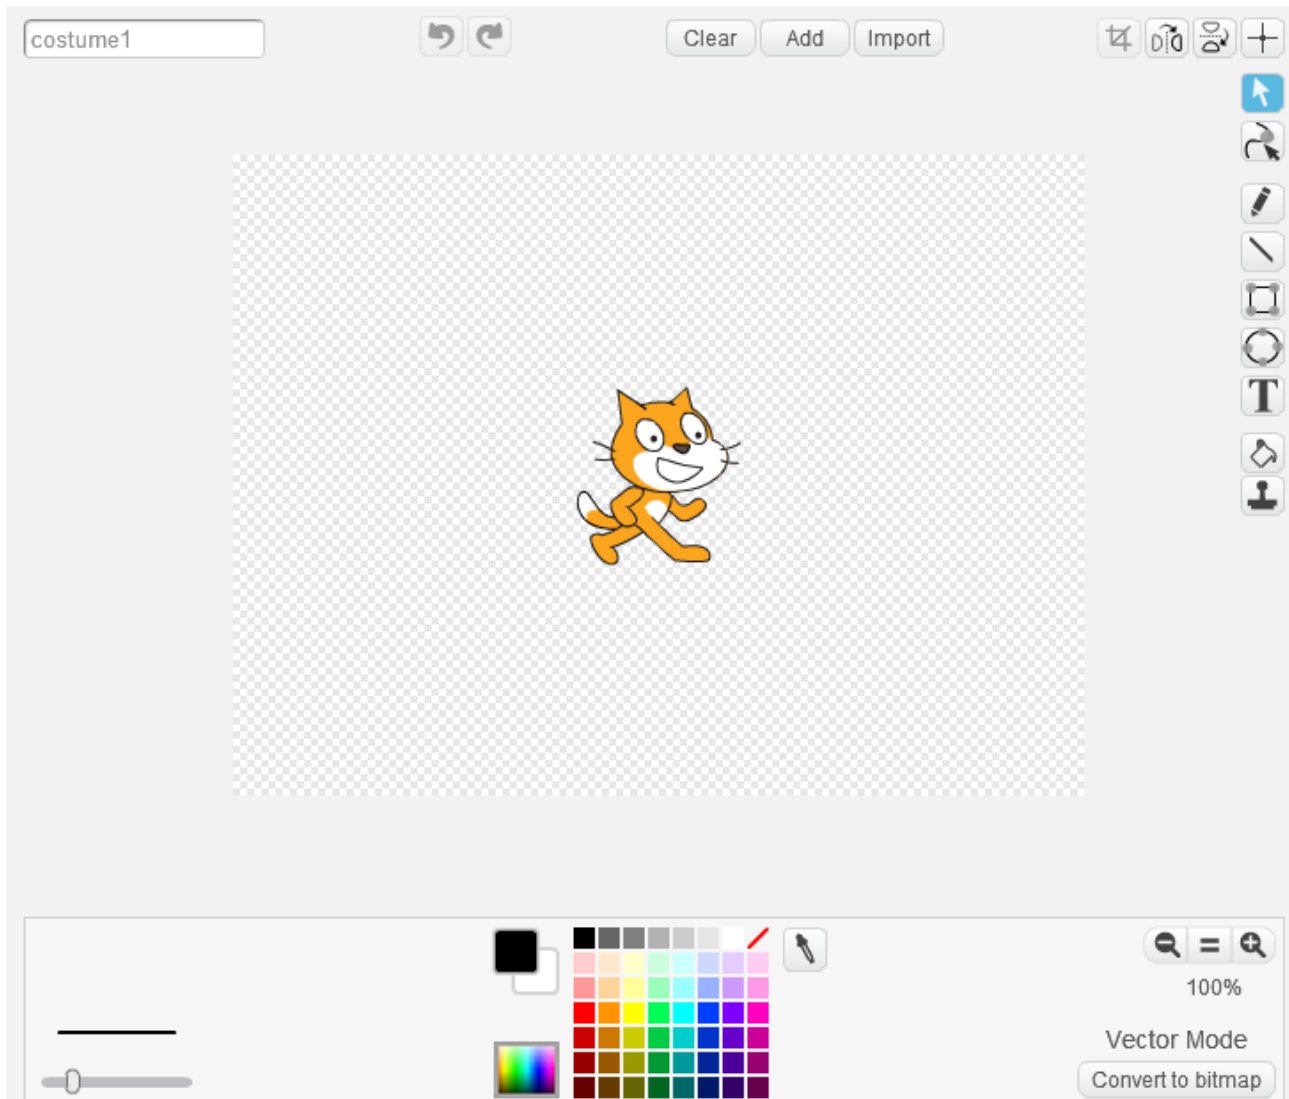 costume1
Clear
Add
Import
T
100%
Vector Mode
Convert to bitmap